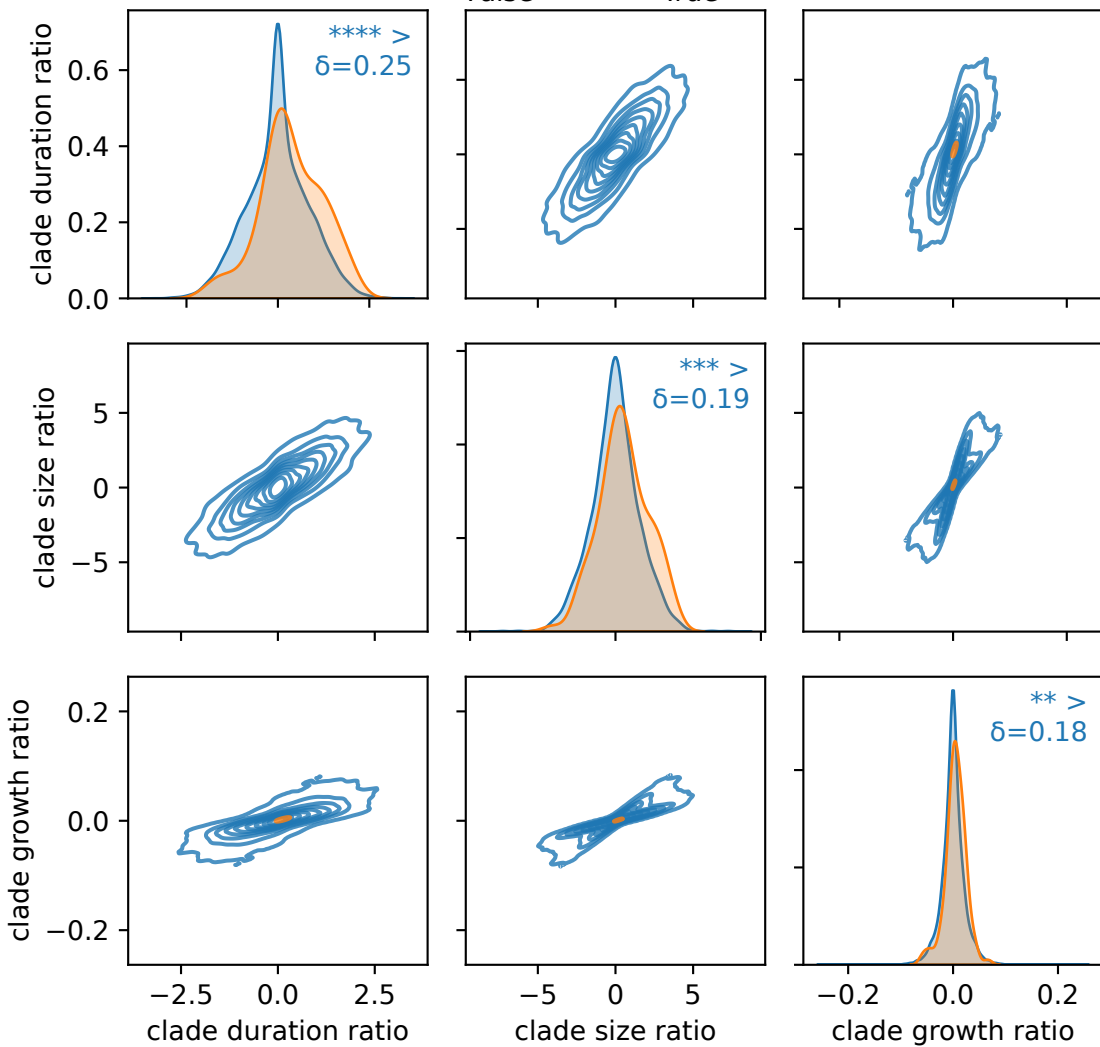 clade duration ratio
0.6
0.4
0.2
0.0
**** >
δ=0.25
clade size ratio
5
0
−5
*** >
δ=0.19
clade growth ratio
0.2
0.0
−0.2
** >
δ=0.18
−2.5 0.0 2.5
−5 0 5
−0.2 0.0 0.2
clade duration ratio
clade size ratio
clade growth ratio